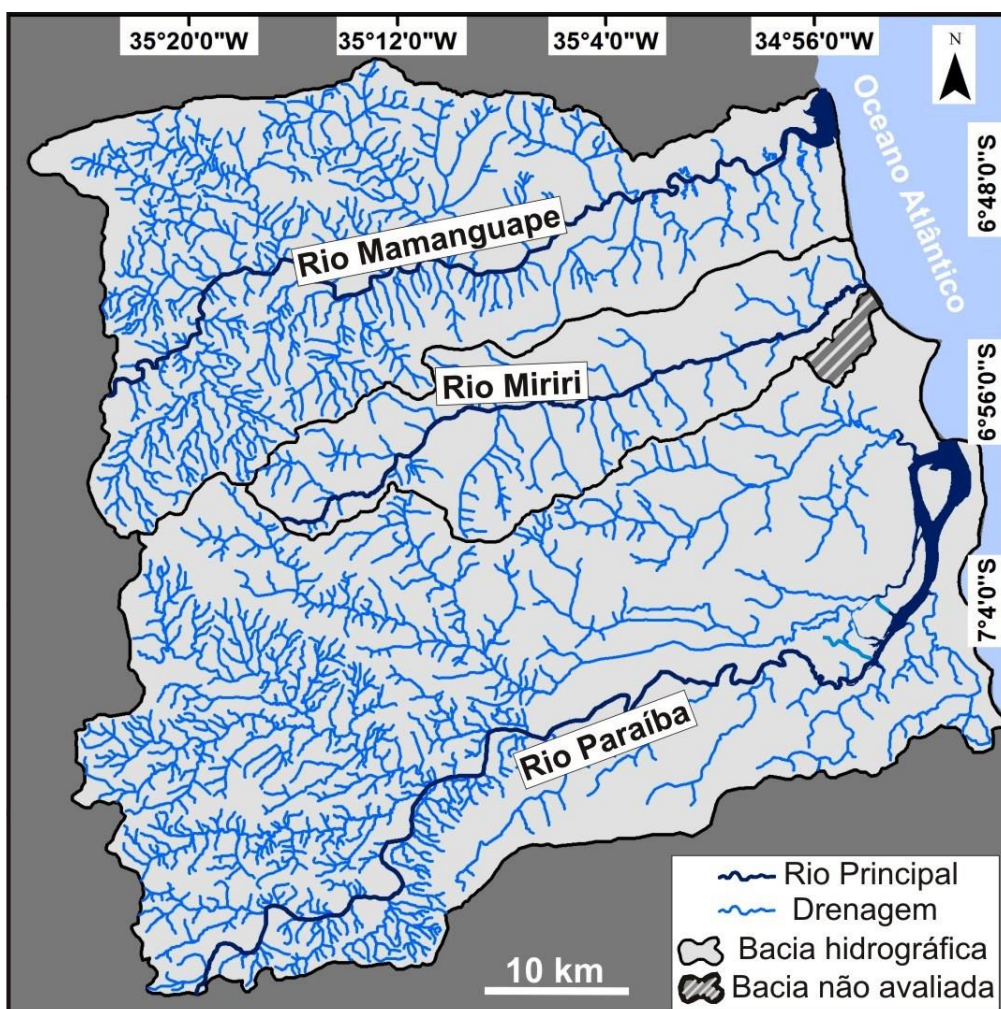 35°20'0"W
35°12'0"W
35°4'0"W
34°56'0"W
N
Oceano Atlântico
6°48'0"S
Rio Mamanguape
Rio Miriri
6°56'0"S
7°4'0"S
Rio Paraíba
Rio Principal
Drenagem
Bacia hidrográfica
Bacia não avaliada
10 km